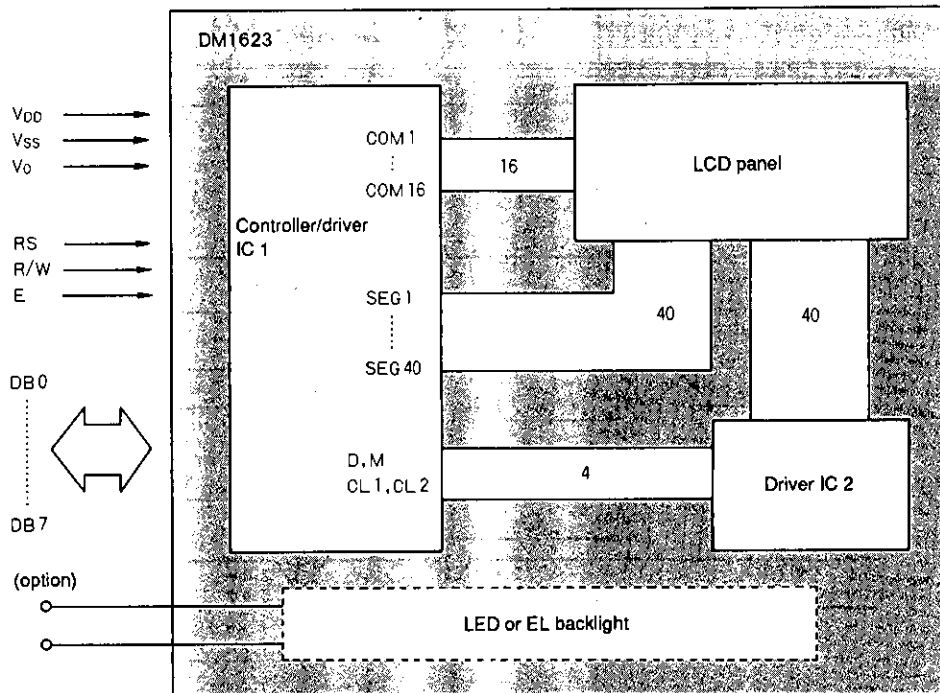 DM1623
VDD
VSS
VO
RS
R/W
E
DB0
DB7
(option)
Controller/driver
IC 1
COM 1
COM 16
SEG 1
SEG 40
D, M
CL 1, CL 2
16
LCD panel
40
40
4
Driver IC 2
LED or EL backlight